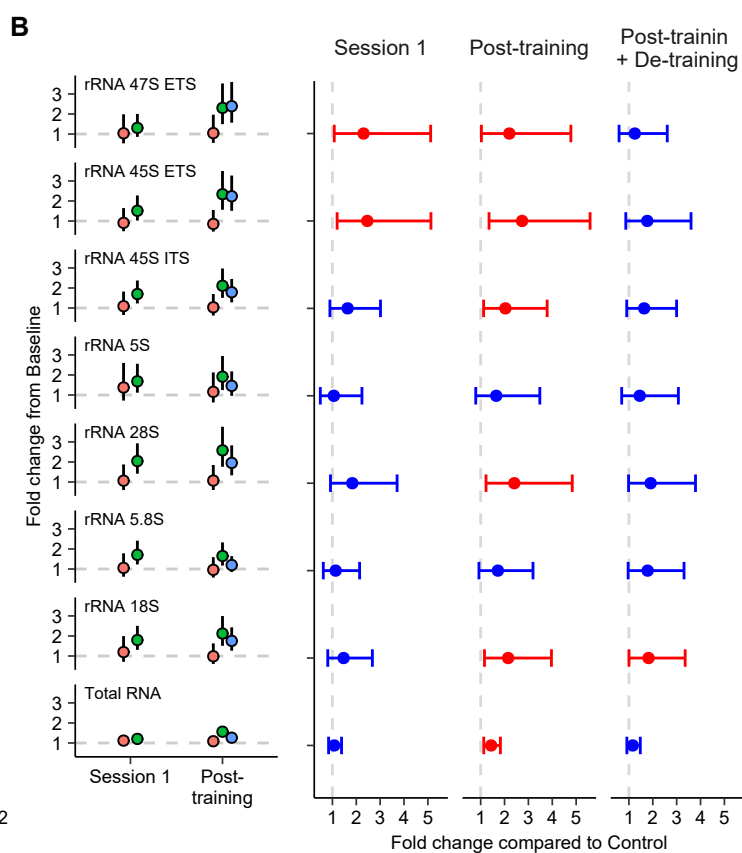 B
Session 1
Post-training
Post-trainin
+ De-training
Fold change from Baseline
rRNA 47S ETS
3
2
1
rRNA 45S ETS
3
2
1
rRNA 45S ITS
3
2
1
rRNA 5S
3
2
1
rRNA 28S
3
2
1
rRNA 5.8S
3
2
1
rRNA 18S
3
2
1
Total RNA
3
2
1
Session 1
Post-
training
1 2 3 4 5
1 2 3 4 5
1 2 3 4 5
Fold change compared to Control
2